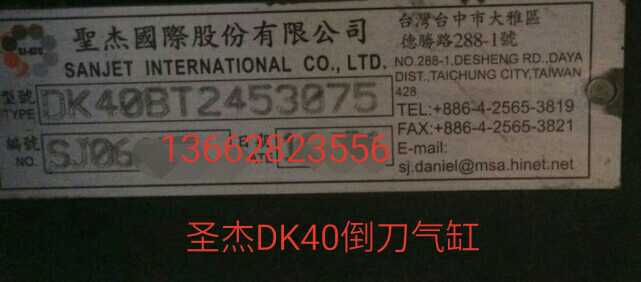 聖杰國際股份有限公司
SANJET INTERNATIONAL CO., LTD.
型號
TYPE
DK40BT2453075
編號
NO.
SJ06
13662823556
台灣台中市大雅區
德勝路288-1號
NO.288-1,DESHENG RD.,DAYA
DIST.,TAICHUNG CITY,TAIWAN
428
TEL:+886-4-2565-3819
FAX:+886-4-2565-3821
E-mail:
sj.daniel@msa.hinet.net
圣杰DK40倒刀气缸